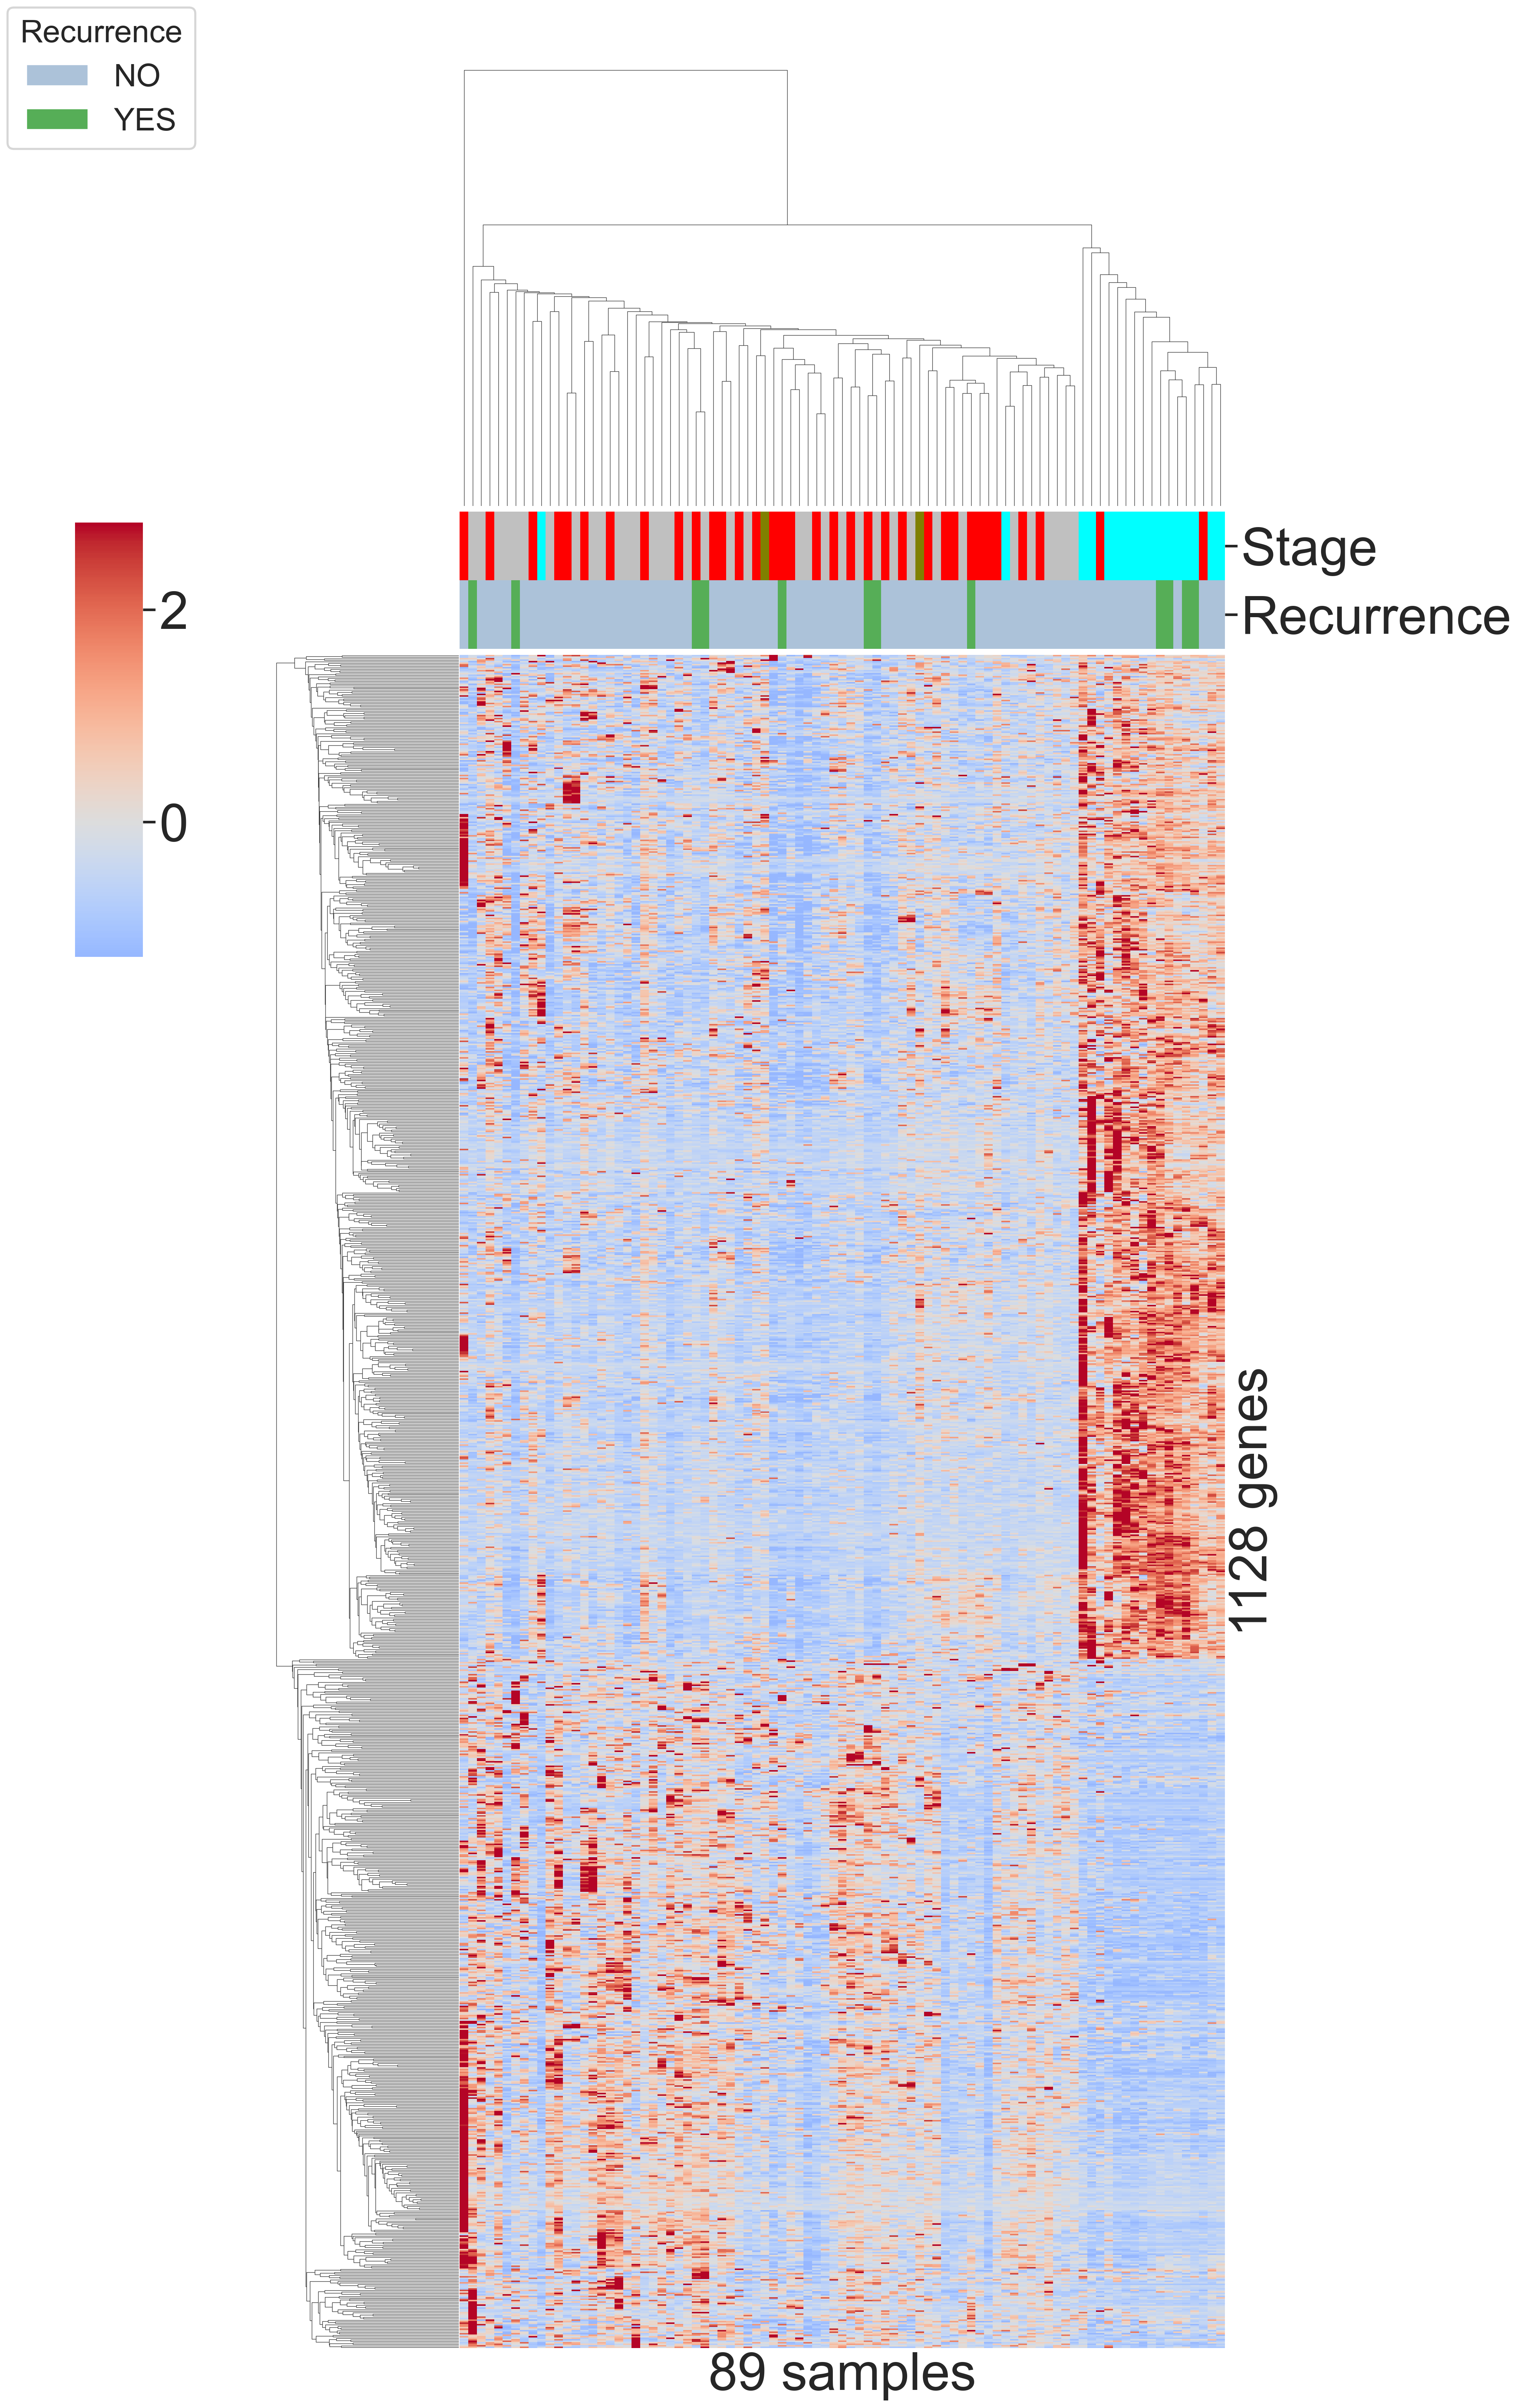 Recurrence
NO
YES
Stage
Recurrence
2
0
1128 genes
89 samples